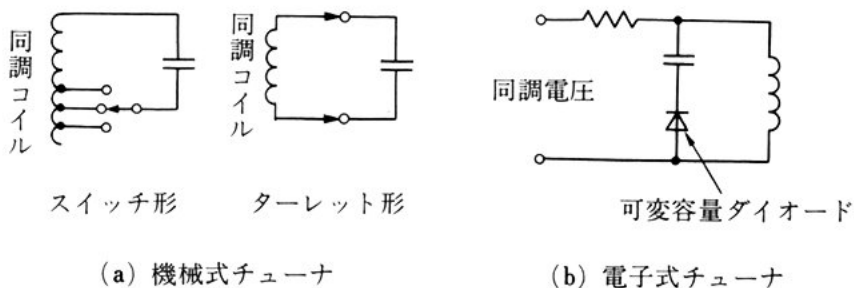 同調コイル
同調コイル
スイッチ形
ターレット形
(a) 機械式チューナ
同調電圧
可変容量ダイオード
(b) 電子式チューナ